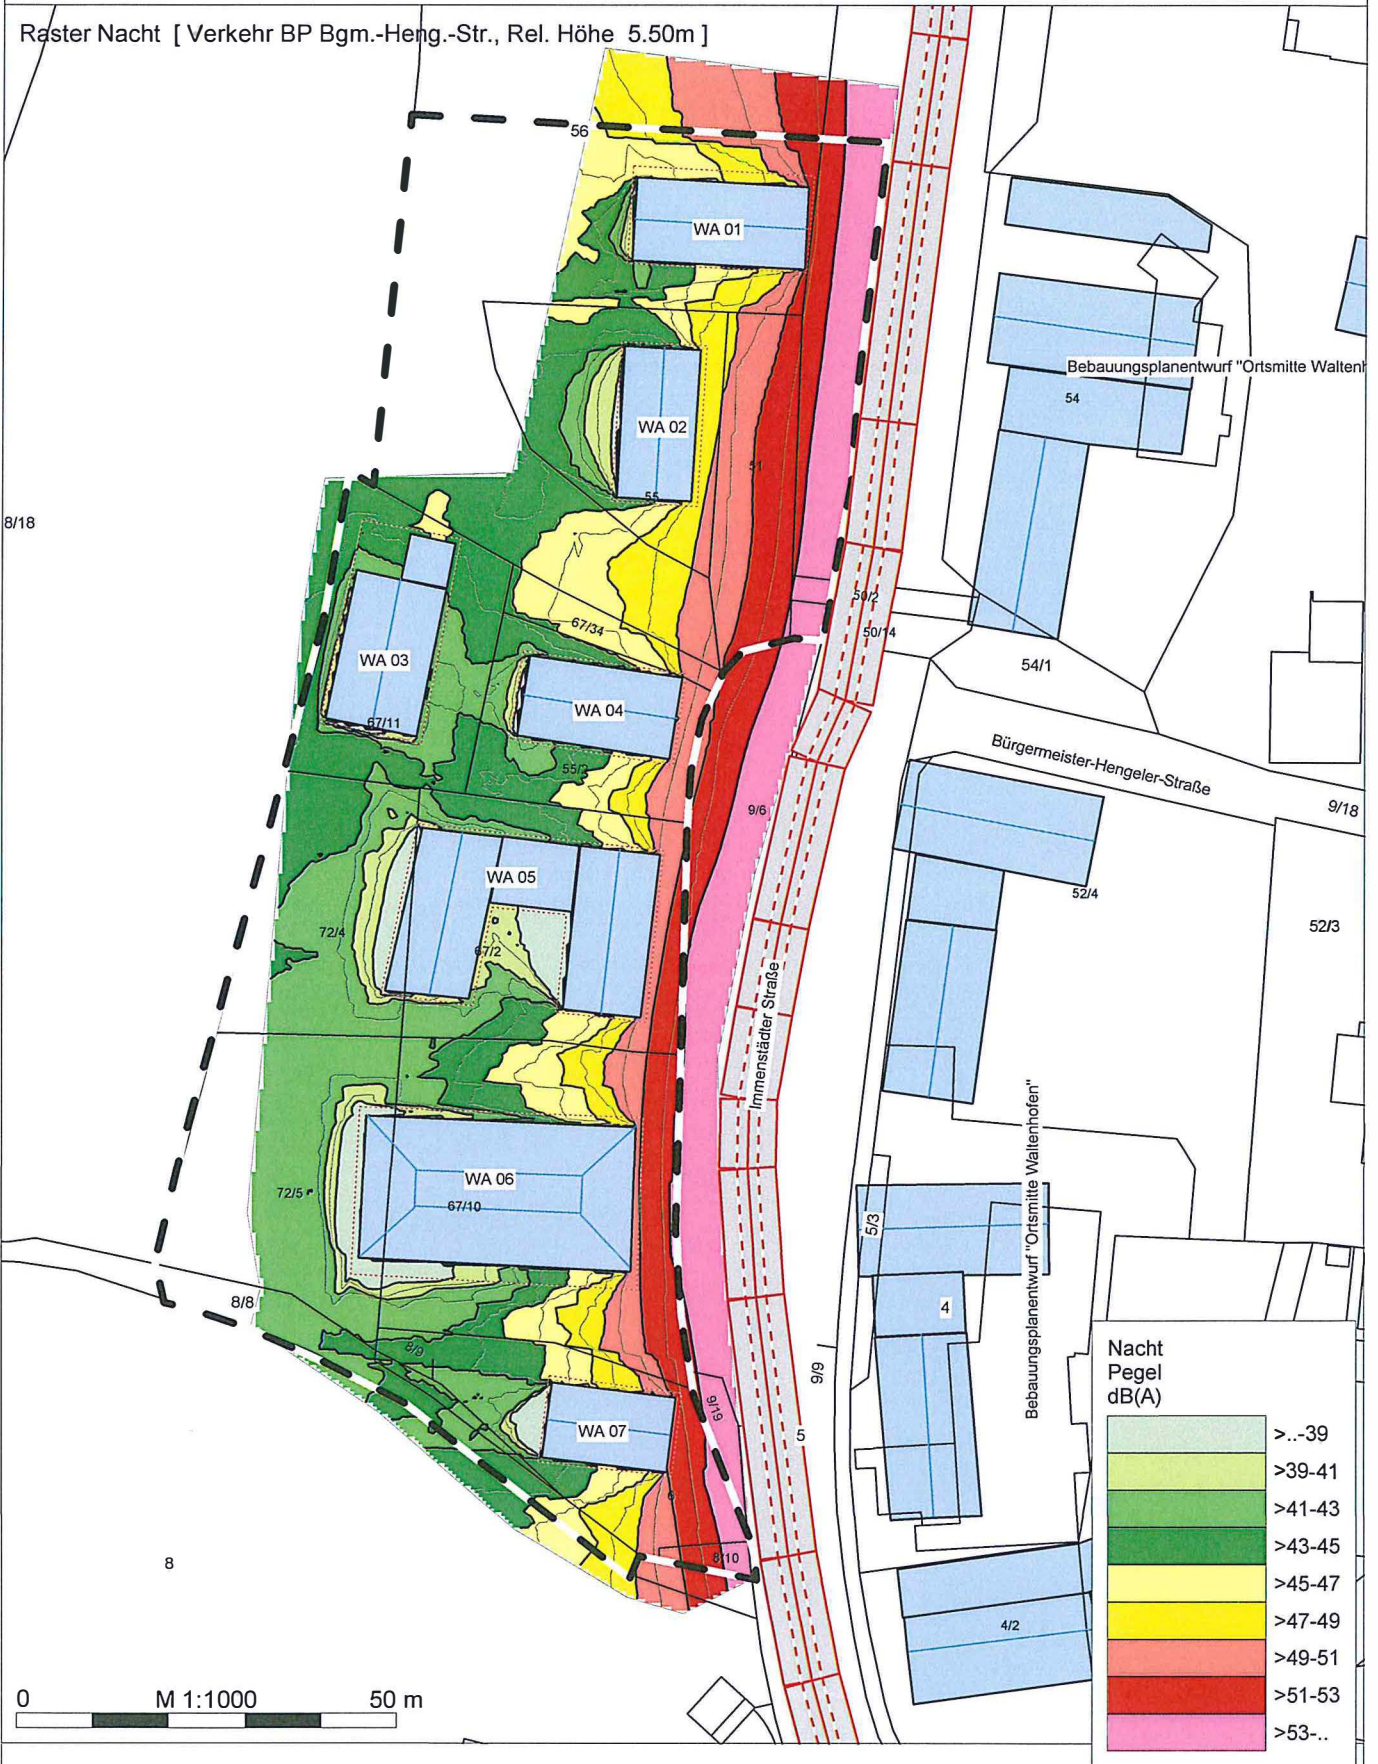 Raster Nacht [ Verkehr BP Bgm.-Heng.-Str., Rel. Höhe 5.50m ]
56
WA 01
Bebauungsplanentwurf "Ortsmitte Waltenh
54
WA 02
51
55
8/18
50/2
67/34
50/14
WA 03
54/1
WA 04
67/11
Bürgermeister-Hengeler-Straße
55/2
9/6
9/18
WA 05
52/4
72/4
52/3
67/2
Immenstädter Straße
WA 06
72/5
67/10
5/3
Bebauungsplanentwurf "Ortsmitte Waltenhofen"
8/8
4
8/9
9/9
9/19
WA 07
5
6
8
8/10
4/2
Nacht
Pegel
dB(A)
>..-39
>39-41
>41-43
>43-45
>45-47
>47-49
>49-51
>51-53
>53-..
0 M 1:1000 50 m